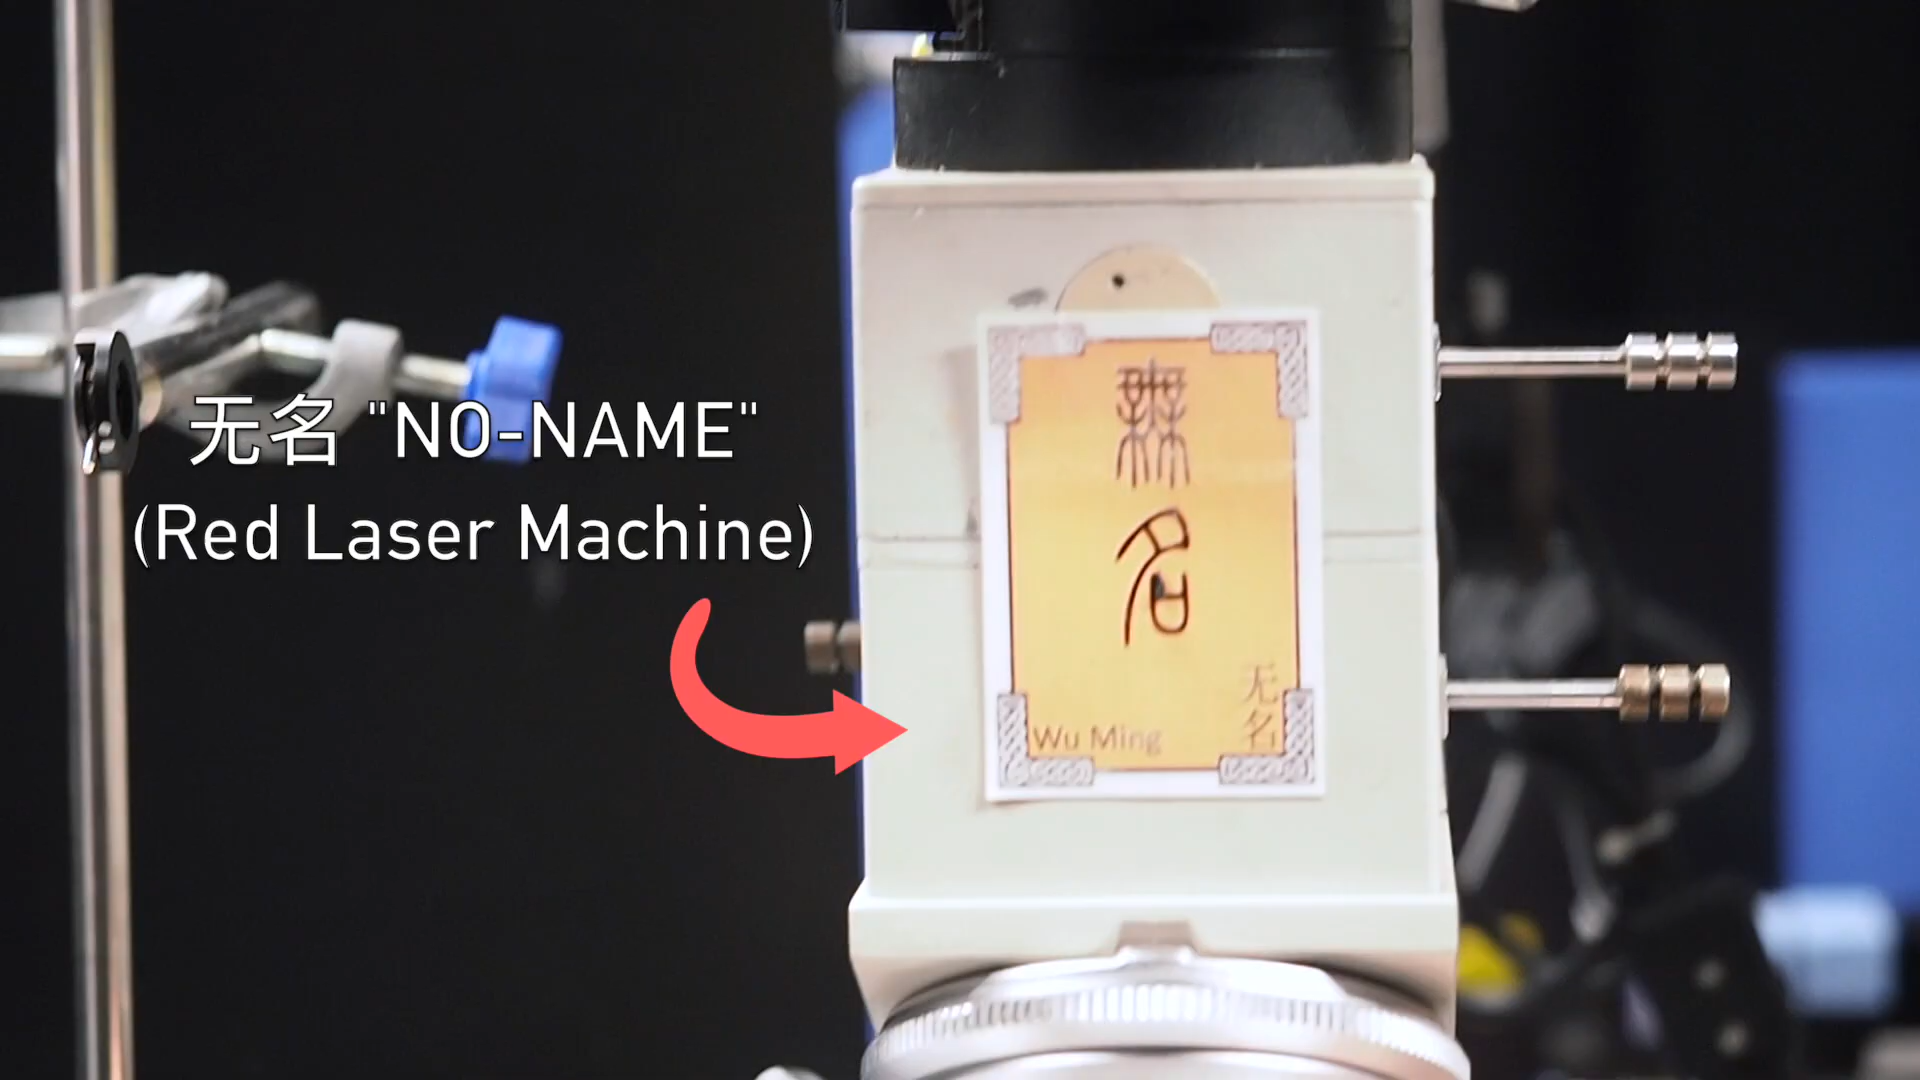 无名 "NO-NAME"
(Red Laser Machine)
無
名
Wu Ming
无
名